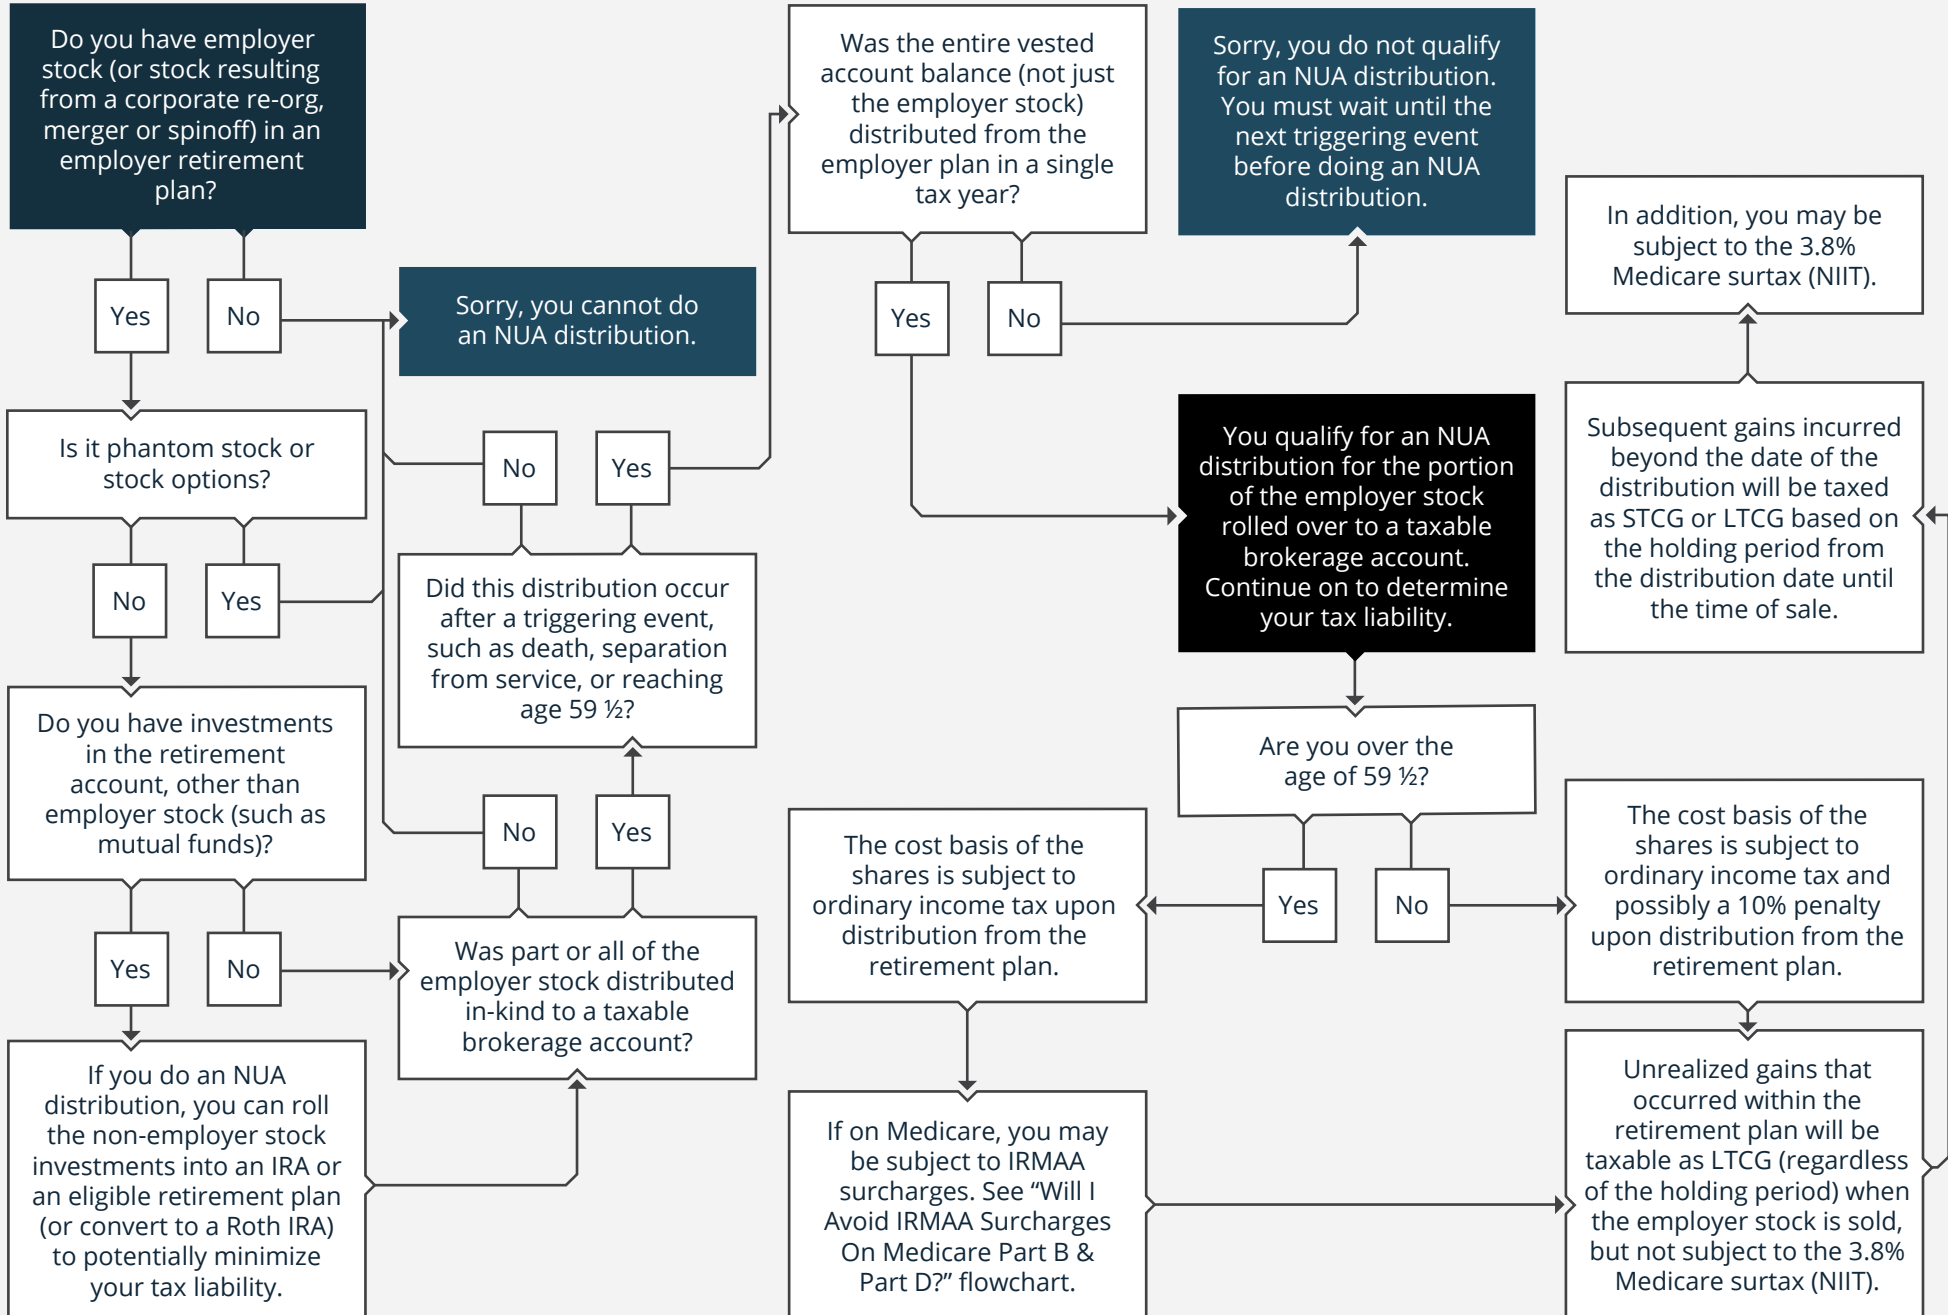 Do you have employer
stock (or stock resulting
from a corporate re-org,
merger or spinoff) in an
employer retirement
plan?
Yes
No
Sorry, you cannot do
an NUA distribution.
Is it phantom stock or
stock options?
No
Yes
Do you have investments
in the retirement
account, other than
employer stock (such as
mutual funds)?
Yes
No
If you do an NUA
distribution, you can roll
the non-employer stock
investments into an IRA or
an eligible retirement plan
(or convert to a Roth IRA)
to potentially minimize
your tax liability.
Was part or all of the
employer stock distributed
in-kind to a taxable
brokerage account?
No
Yes
Did this distribution occur
after a triggering event,
such as death, separation
from service, or reaching
age 59 ½?
No
Yes
Was the entire vested
account balance (not just
the employer stock)
distributed from the
employer plan in a single
tax year?
Yes
No
Sorry, you do not qualify
for an NUA distribution.
You must wait until the
next triggering event
before doing an NUA
distribution.
You qualify for an NUA
distribution for the portion
of the employer stock
rolled over to a taxable
brokerage account.
Continue on to determine
your tax liability.
Are you over the
age of 59 ½?
Yes
No
The cost basis of the
shares is subject to
ordinary income tax upon
distribution from the
retirement plan.
If on Medicare, you may
be subject to IRMAA
surcharges. See “Will I
Avoid IRMAA Surcharges
On Medicare Part B &
Part D?” flowchart.
The cost basis of the
shares is subject to
ordinary income tax and
possibly a 10% penalty
upon distribution from the
retirement plan.
Unrealized gains that
occurred within the
retirement plan will be
taxable as LTCG (regardless
of the holding period) when
the employer stock is sold,
but not subject to the 3.8%
Medicare surtax (NIIT).
Subsequent gains incurred
beyond the date of the
distribution will be taxed
as STCG or LTCG based on
the holding period from
the distribution date until
the time of sale.
In addition, you may be
subject to the 3.8%
Medicare surtax (NIIT).